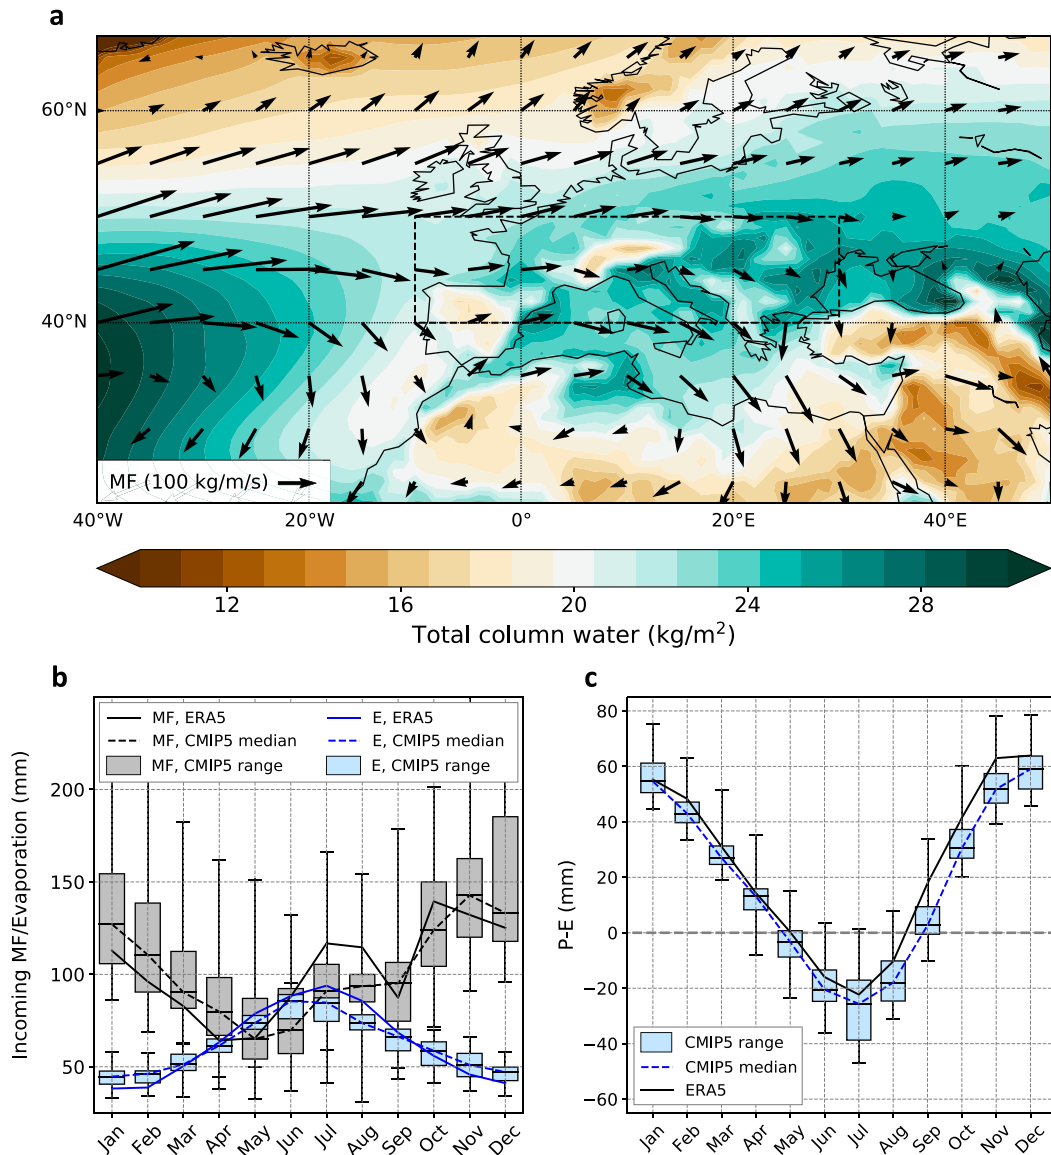 a
60°N
40°N
MF (100 kg/m/s)
40°W 20°W 0° 20°E 40°E
12 16 20 24 28
Total column water (kg/m²)
b
MF, ERA5
MF, CMIP5 median
MF, CMIP5 range
E, ERA5
E, CMIP5 median
E, CMIP5 range
Incoming MF/Evaporation (mm)
200
150
100
50
Jan Feb Mar Apr May Jun Jul Aug Sep Oct Nov Dec
c
P-E (mm)
80
60
40
20
0
−20
−40
−60
CMIP5 range
CMIP5 median
ERA5
Jan Feb Mar Apr May Jun Jul Aug Sep Oct Nov Dec